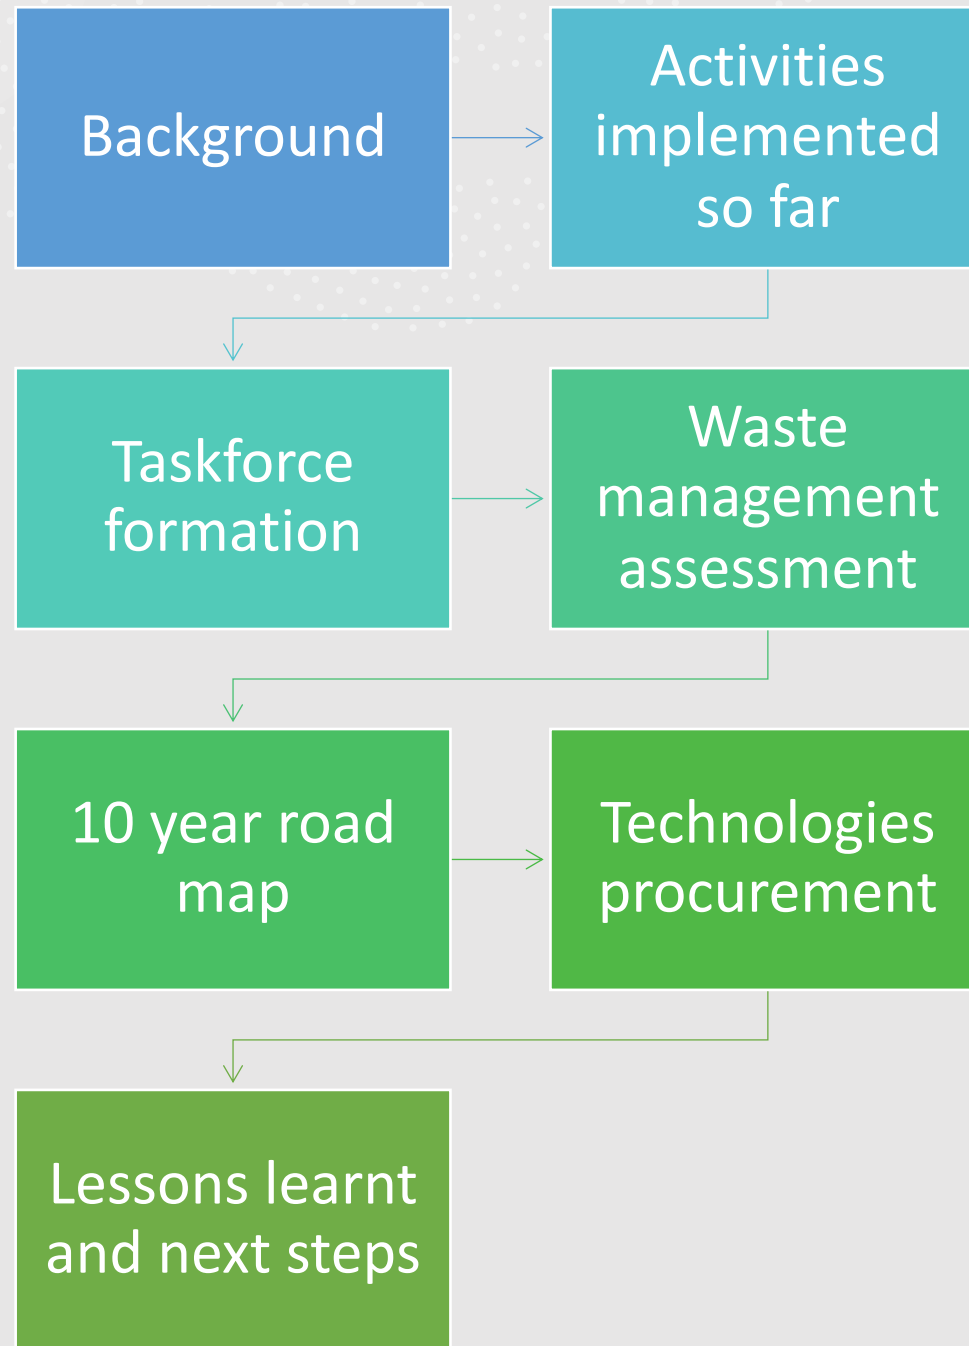 Background
Activities
implemented
so far
Taskforce
formation
Waste
management
assessment
10 year road
map
Technologies
procurement
Lessons learnt
and next steps